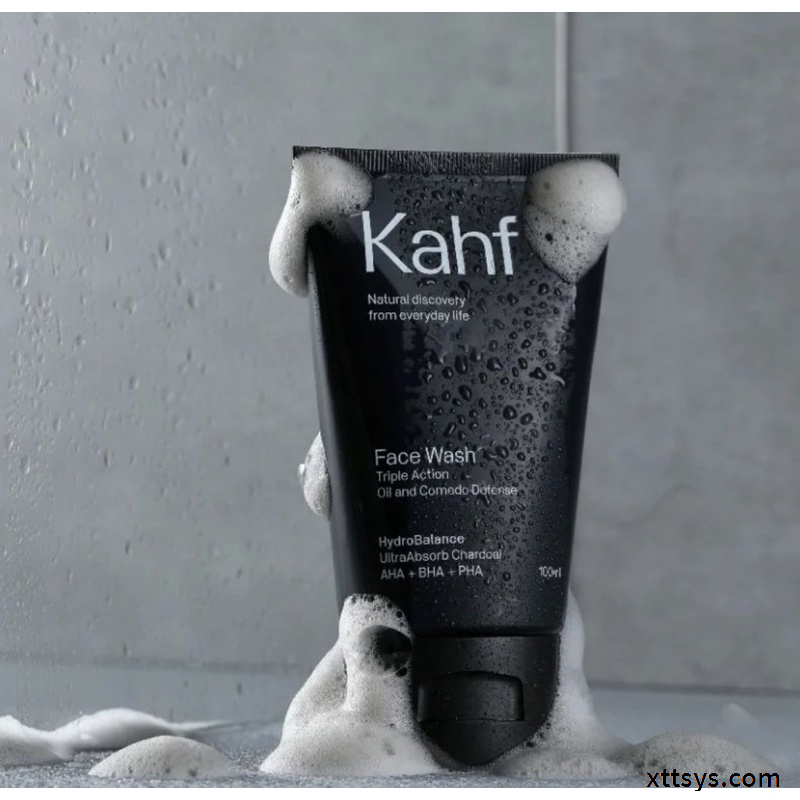 Kahf
Natural discovery
from everyday life
Face Wash
Triple Action
Oil and Comedo Defense
HydroBalance
UltraAbsorb Charcoal
AHA + BHA + PHA
100ml
xttsys.com